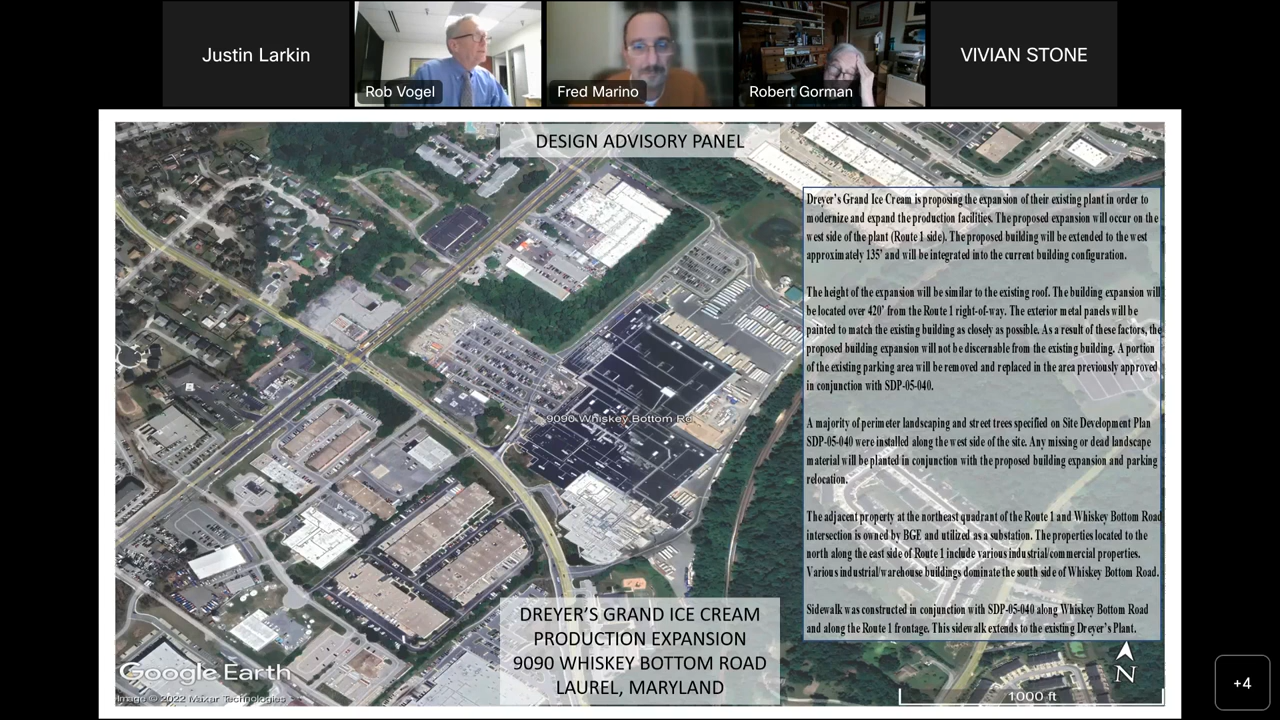 Justin Larkin
Rob Vogel
Fred Marino
Robert Gorman
VIVIAN STONE
DESIGN ADVISORY PANEL
Dreyer's Grand Ice Cream is proposing the expansion of their existing plant in order to
modernize and expand the production facilities. The proposed expansion will occur on the
west side of the plant (Route 1 side). The proposed building will be extended to the west
approximately 135' and will be integrated into the current building configuration.
The height of the expansion will be similar to the existing roof. The building expansion will
be located over 420' from the Route 1 right-of-way. The exterior metal panels will be
painted to match the existing building as closely as possible. As a result of these factors, the
proposed building expansion will not be discernable from the existing building. A portion
of the existing parking area will be removed and replaced in the area previously approved
in conjunction with SDP-05-040.
A majority of perimeter landscaping and street trees specified on Site Development Plan
SDP-05-040 were installed along the west side of the site. Any missing or dead landscape
material will be planted in conjunction with the proposed building expansion and parking
relocation.
The adjacent property at the northeast quadrant of the Route 1 and Whiskey Bottom Road
intersection is owned by BGE and utilized as a substation. The properties located to the
north along the east side of Route 1 include various industrial/commercial properties.
Various industrial/warehouse buildings dominate the south side of Whiskey Bottom Road.
Sidewalk was constructed in conjunction with SDP-05-040 along Whiskey Bottom Road
and along the Route 1 frontage. This sidewalk extends to the existing Dreyer's Plant.
9090 Whiskey Bottom Rd
DREYER'S GRAND ICE CREAM
PRODUCTION EXPANSION
9090 WHISKEY BOTTOM ROAD
LAUREL, MARYLAND
Google Earth
Image © 2022 Maxar Technologies
N
1000 ft
+4